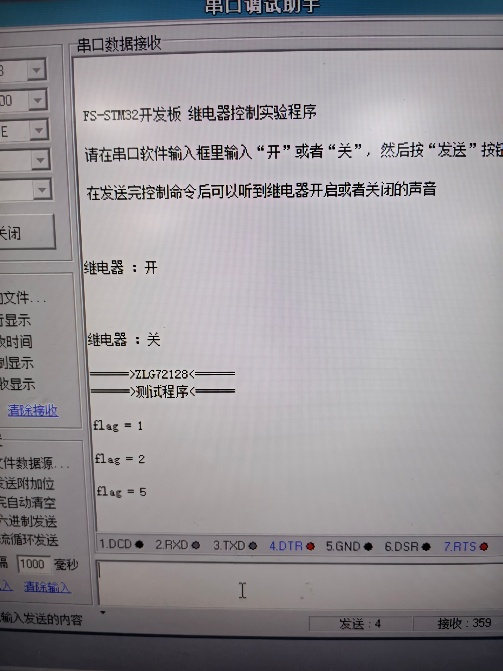 串口调试助手
串口数据接收
FS-STM32开发板 继电器控制实验程序
请在串口软件输入框里输入“开”或者“关”，然后按“发送”按钮
在发送完控制命令后可以听到继电器开启或者关闭的声音
继电器 : 开
继电器 : 关
=====>ZLG72128<=====
=====>测试程序<=====
flag = 1
flag = 2
flag = 5
00
E
关闭
文件...
显示
时间
制显示
收显示
清除接收
文件数据源...
发送附加位
完自动清空
六进制发送
流循环发送
隔 1000 毫秒
入 清除输入
1.DCD 2.RXD 3.TXD 4.DTR 5.GND 6.DSR 7.RTS
输入发送的内容
发送 : 4
接收 : 359